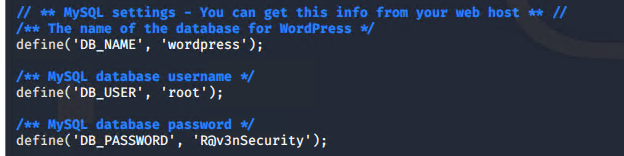 // ** MySQL settings - You can get this info from your web host ** //
/** The name of the database for WordPress */
define('DB_NAME', 'wordpress');
/** MySQL database username */
define('DB_USER', 'root');
/** MySQL database password */
define('DB_PASSWORD', 'R@v3nSecurity');